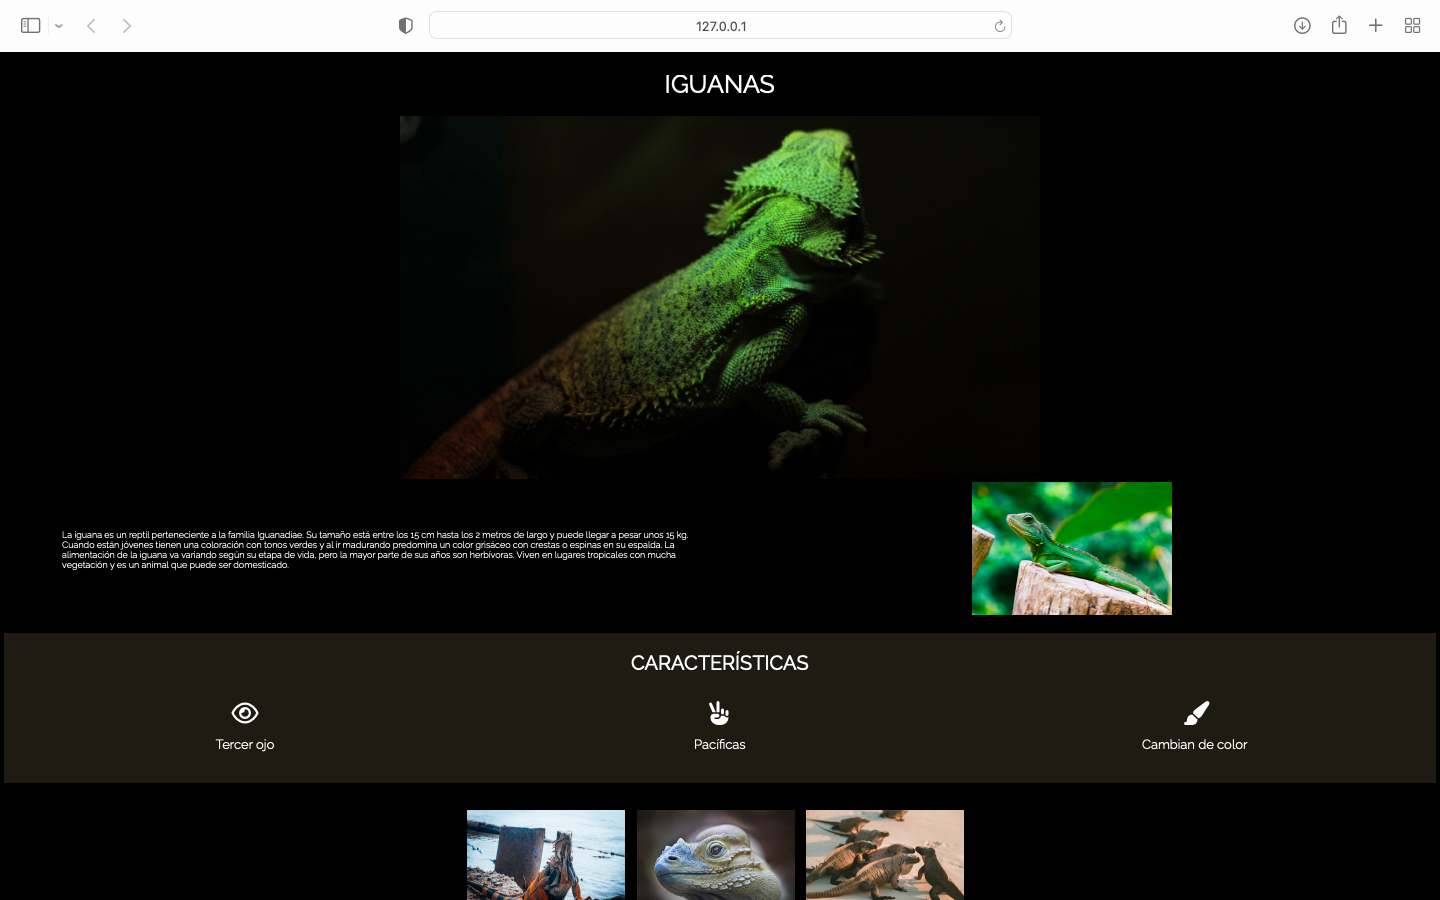 127.0.0.1
IGUANAS
La iguana es un reptil perteneciente a la familia Iguanadiae. Su tamaño está entre los 15 cm hasta los 2 metros de largo y puede llegar a pesar unos 15 kg.
Cuando están jóvenes tienen una coloración con tonos verdes y al ir madurando predomina un color grisáceo con crestas o espinas en su espalda. La
alimentación de la iguana va variando según su etapa de vida, pero la mayor parte de sus años son herbívoras. Viven en lugares tropicales con mucha
vegetación y es un animal que puede ser domesticado.
CARACTERÍSTICAS
Tercer ojo
Pacíficas
Cambian de color